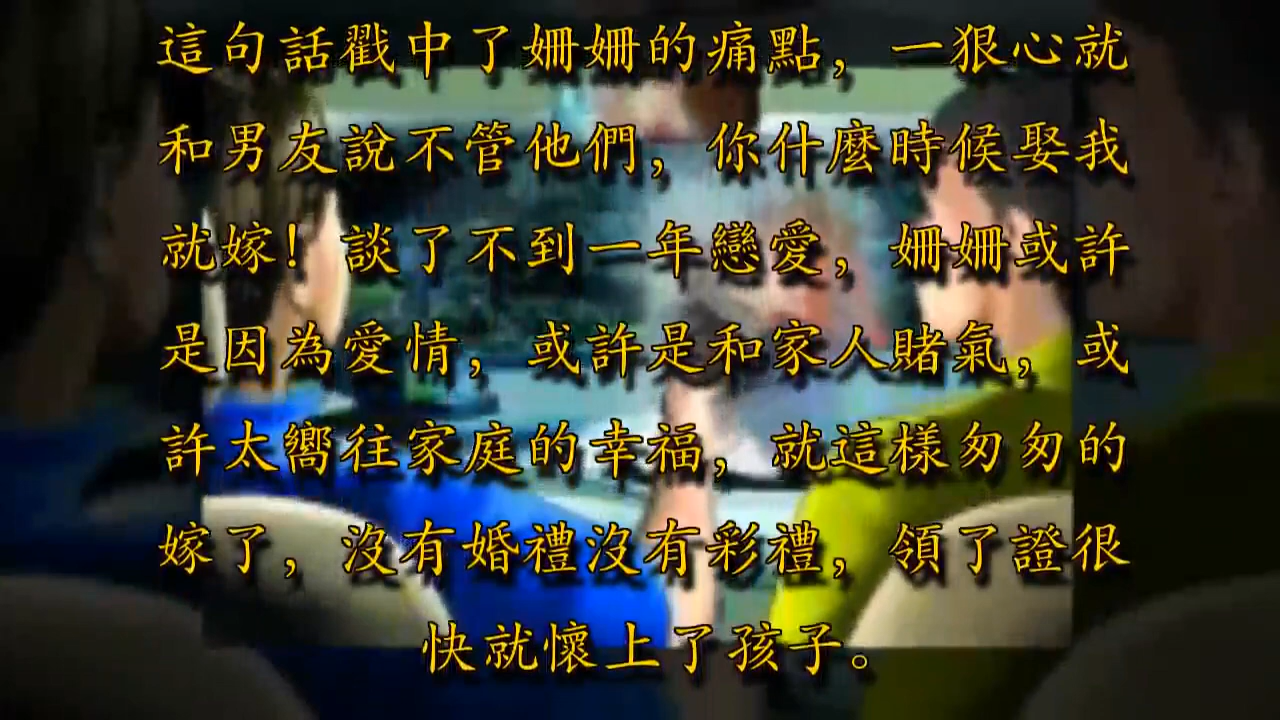 這句話戳中了姍姍的痛點，一狠心就
和男友說不管他們，你什麼時候娶我
就嫁！談了不到一年戀愛，姍姍或許
是因為愛情，或許是和家人賭氣，或
許太嚮往家庭的幸福，就這樣匆匆的
嫁了，沒有婚禮沒有彩禮，領了證很
快就懷上了孩子。